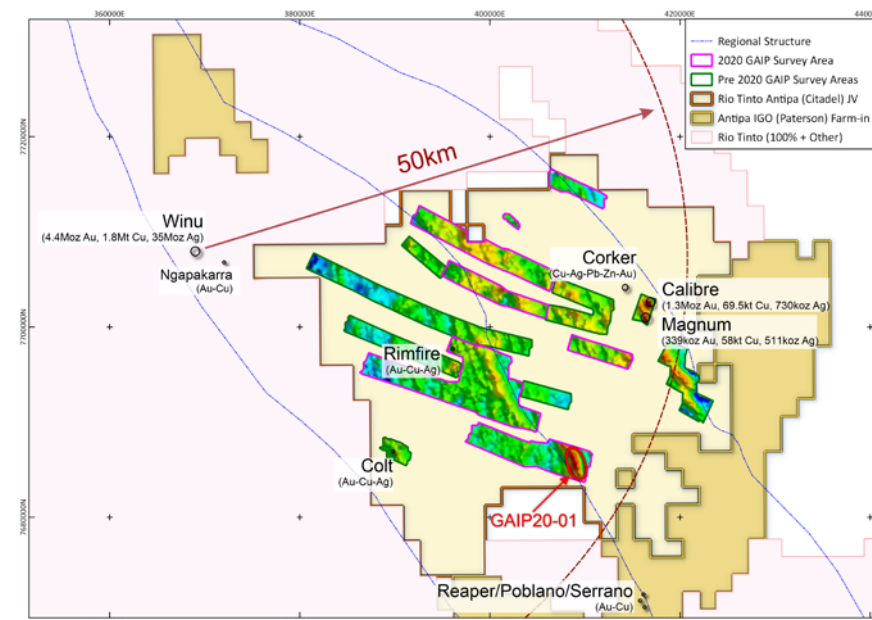 360000E
380000E
400000E
420000E
Regional Structure
2020 GAIP Survey Area
Pre 2020 GAIP Survey Areas
Rio Tinto Antipa (Citadel) JV
Antipa IGO (Paterson) Farm-in
Rio Tinto (100% + Other)
7720000N
50km
Winu
(4.4Moz Au, 1.8Mt Cu, 35Moz Ag)
Ngapakarra
(Au-Cu)
Corker
(Cu-Ag-Pb-Zn-Au)
Calibre
(1.3Moz Au, 69.5kt Cu, 730koz Ag)
Magnum
(339koz Au, 58kt Cu, 511koz Ag)
7700000N
Rimfire
(Au-Cu-Ag)
Colt
(Au-Cu-Ag)
GAIP20-01
7680000N
Reaper/Poblano/Serrano
(Au-Cu)